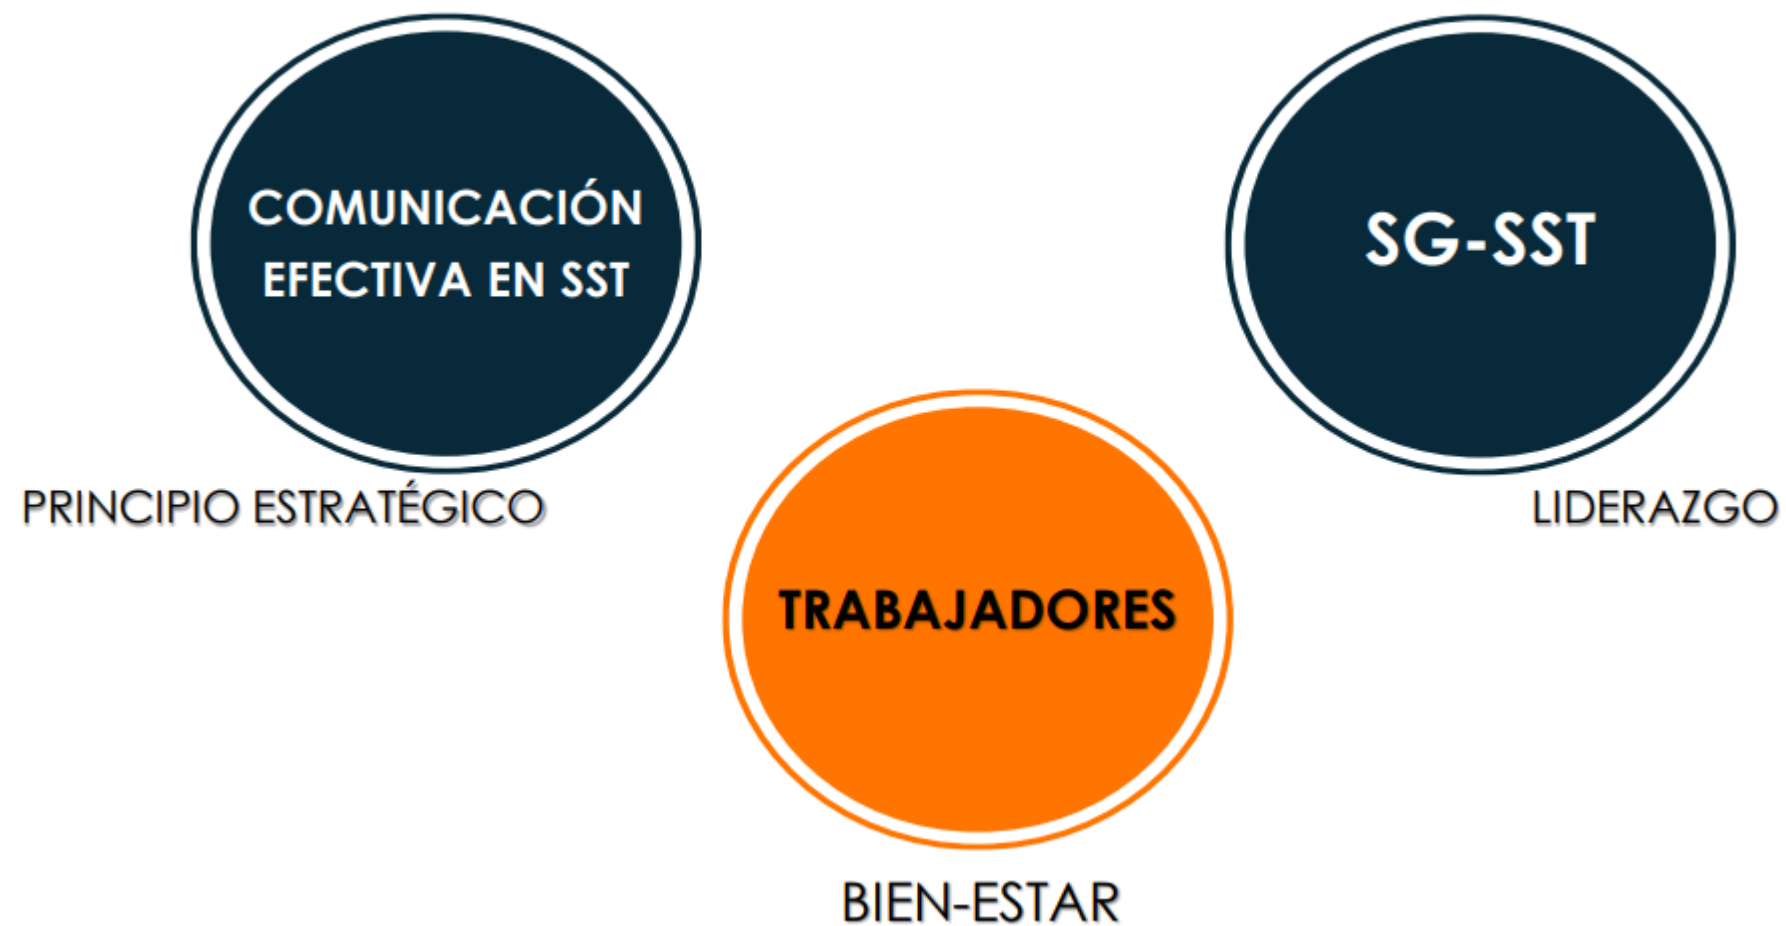 COMUNICACIÓN
EFECTIVA EN SST
PRINCIPIO ESTRATÉGICO
SG-SST
LIDERAZGO
TRABAJADORES
BIEN-ESTAR